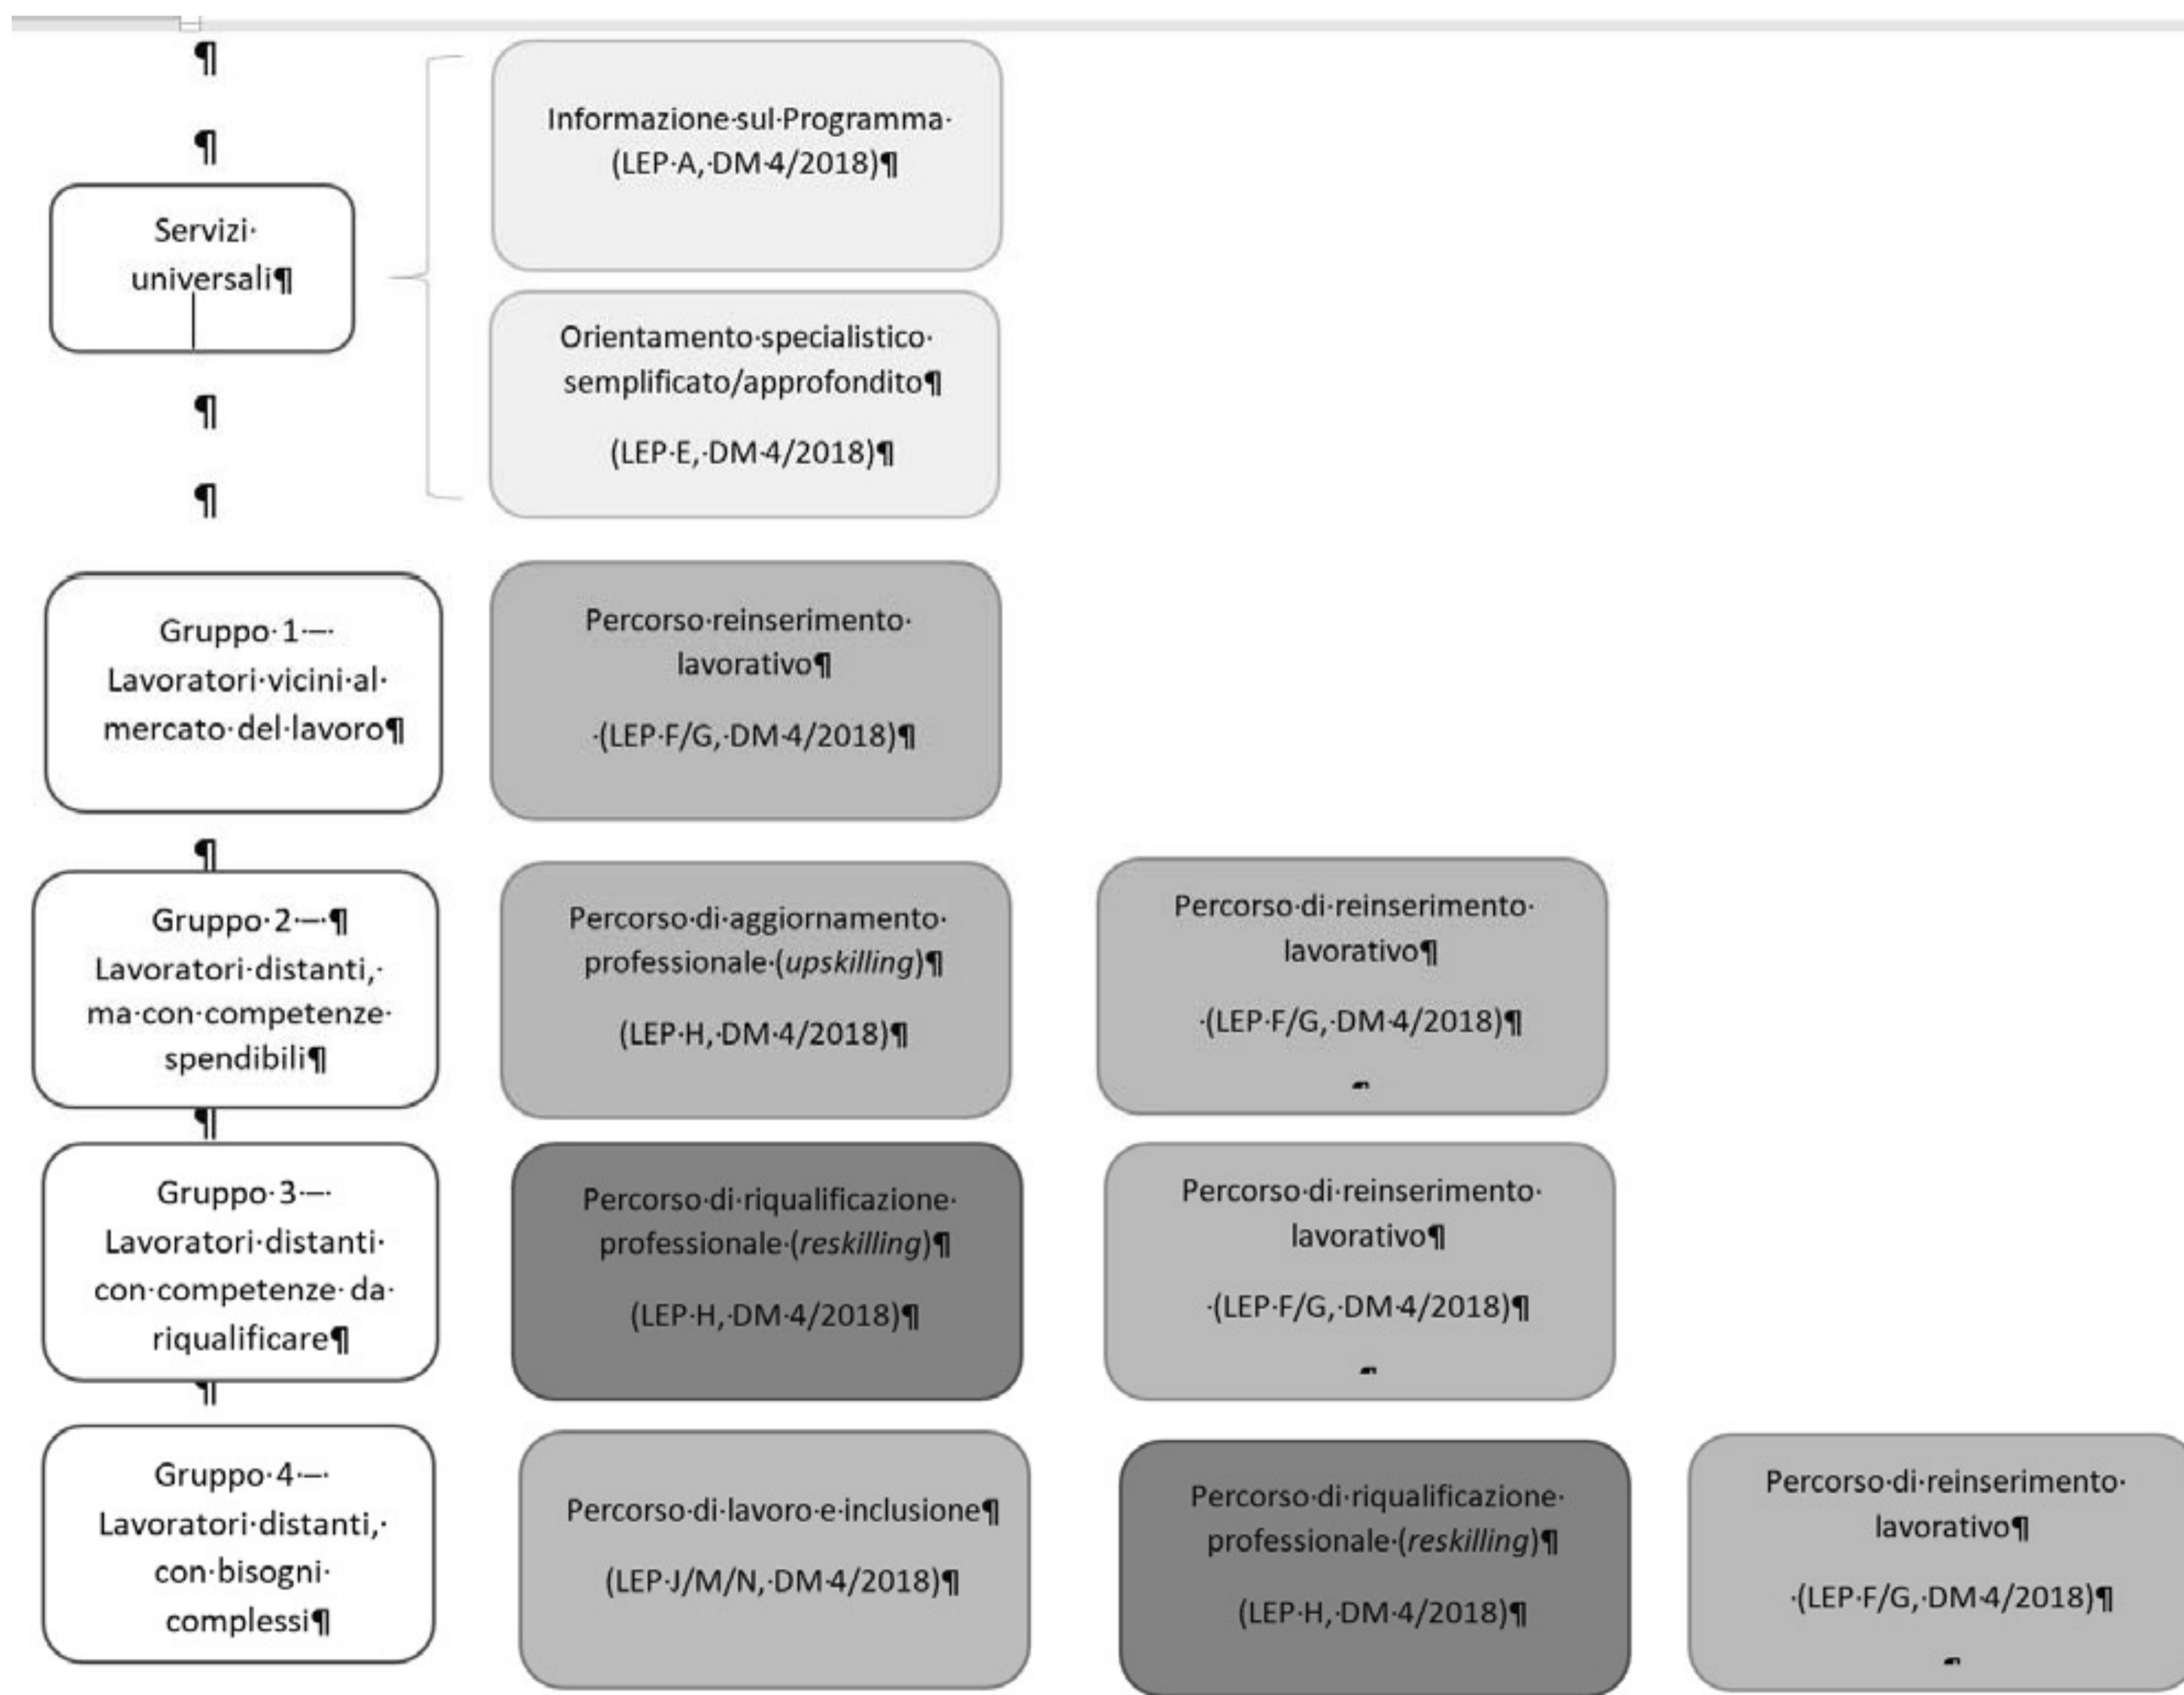 ¶
¶
Servizi·
universali¶
¶
¶
Informazione·sul·Programma·
(LEP·A,·DM·4/2018)¶
Orientamento·specialistico·
semplificato/approfondito¶
(LEP·E,·DM·4/2018)¶
Gruppo·1·–·
Lavoratori·vicini·al·
mercato·del·lavoro¶
Percorso·reinserimento·
lavorativo¶
·(LEP·F/G,·DM·4/2018)¶
¶
Gruppo·2·–·¶
Lavoratori·distanti,·
ma·con·competenze·
spendibili¶
Percorso·di·aggiornamento·
professionale·(upskilling)¶
(LEP·H,·DM·4/2018)¶
Percorso·di·reinserimento·
lavorativo¶
·(LEP·F/G,·DM·4/2018)¶
¶
¶
Gruppo·3·–·
Lavoratori·distanti·
con·competenze·da·
riqualificare¶
Percorso·di·riqualificazione·
professionale·(reskilling)¶
(LEP·H,·DM·4/2018)¶
Percorso·di·reinserimento·
lavorativo¶
·(LEP·F/G,·DM·4/2018)¶
¶
¶
Gruppo·4·–·
Lavoratori·distanti,·
con·bisogni·
complessi¶
Percorso·di·lavoro·e·inclusione¶
(LEP·J/M/N,·DM·4/2018)¶
Percorso·di·riqualificazione·
professionale·(reskilling)¶
(LEP·H,·DM·4/2018)¶
Percorso·di·reinserimento·
lavorativo¶
·(LEP·F/G,·DM·4/2018)¶
¶